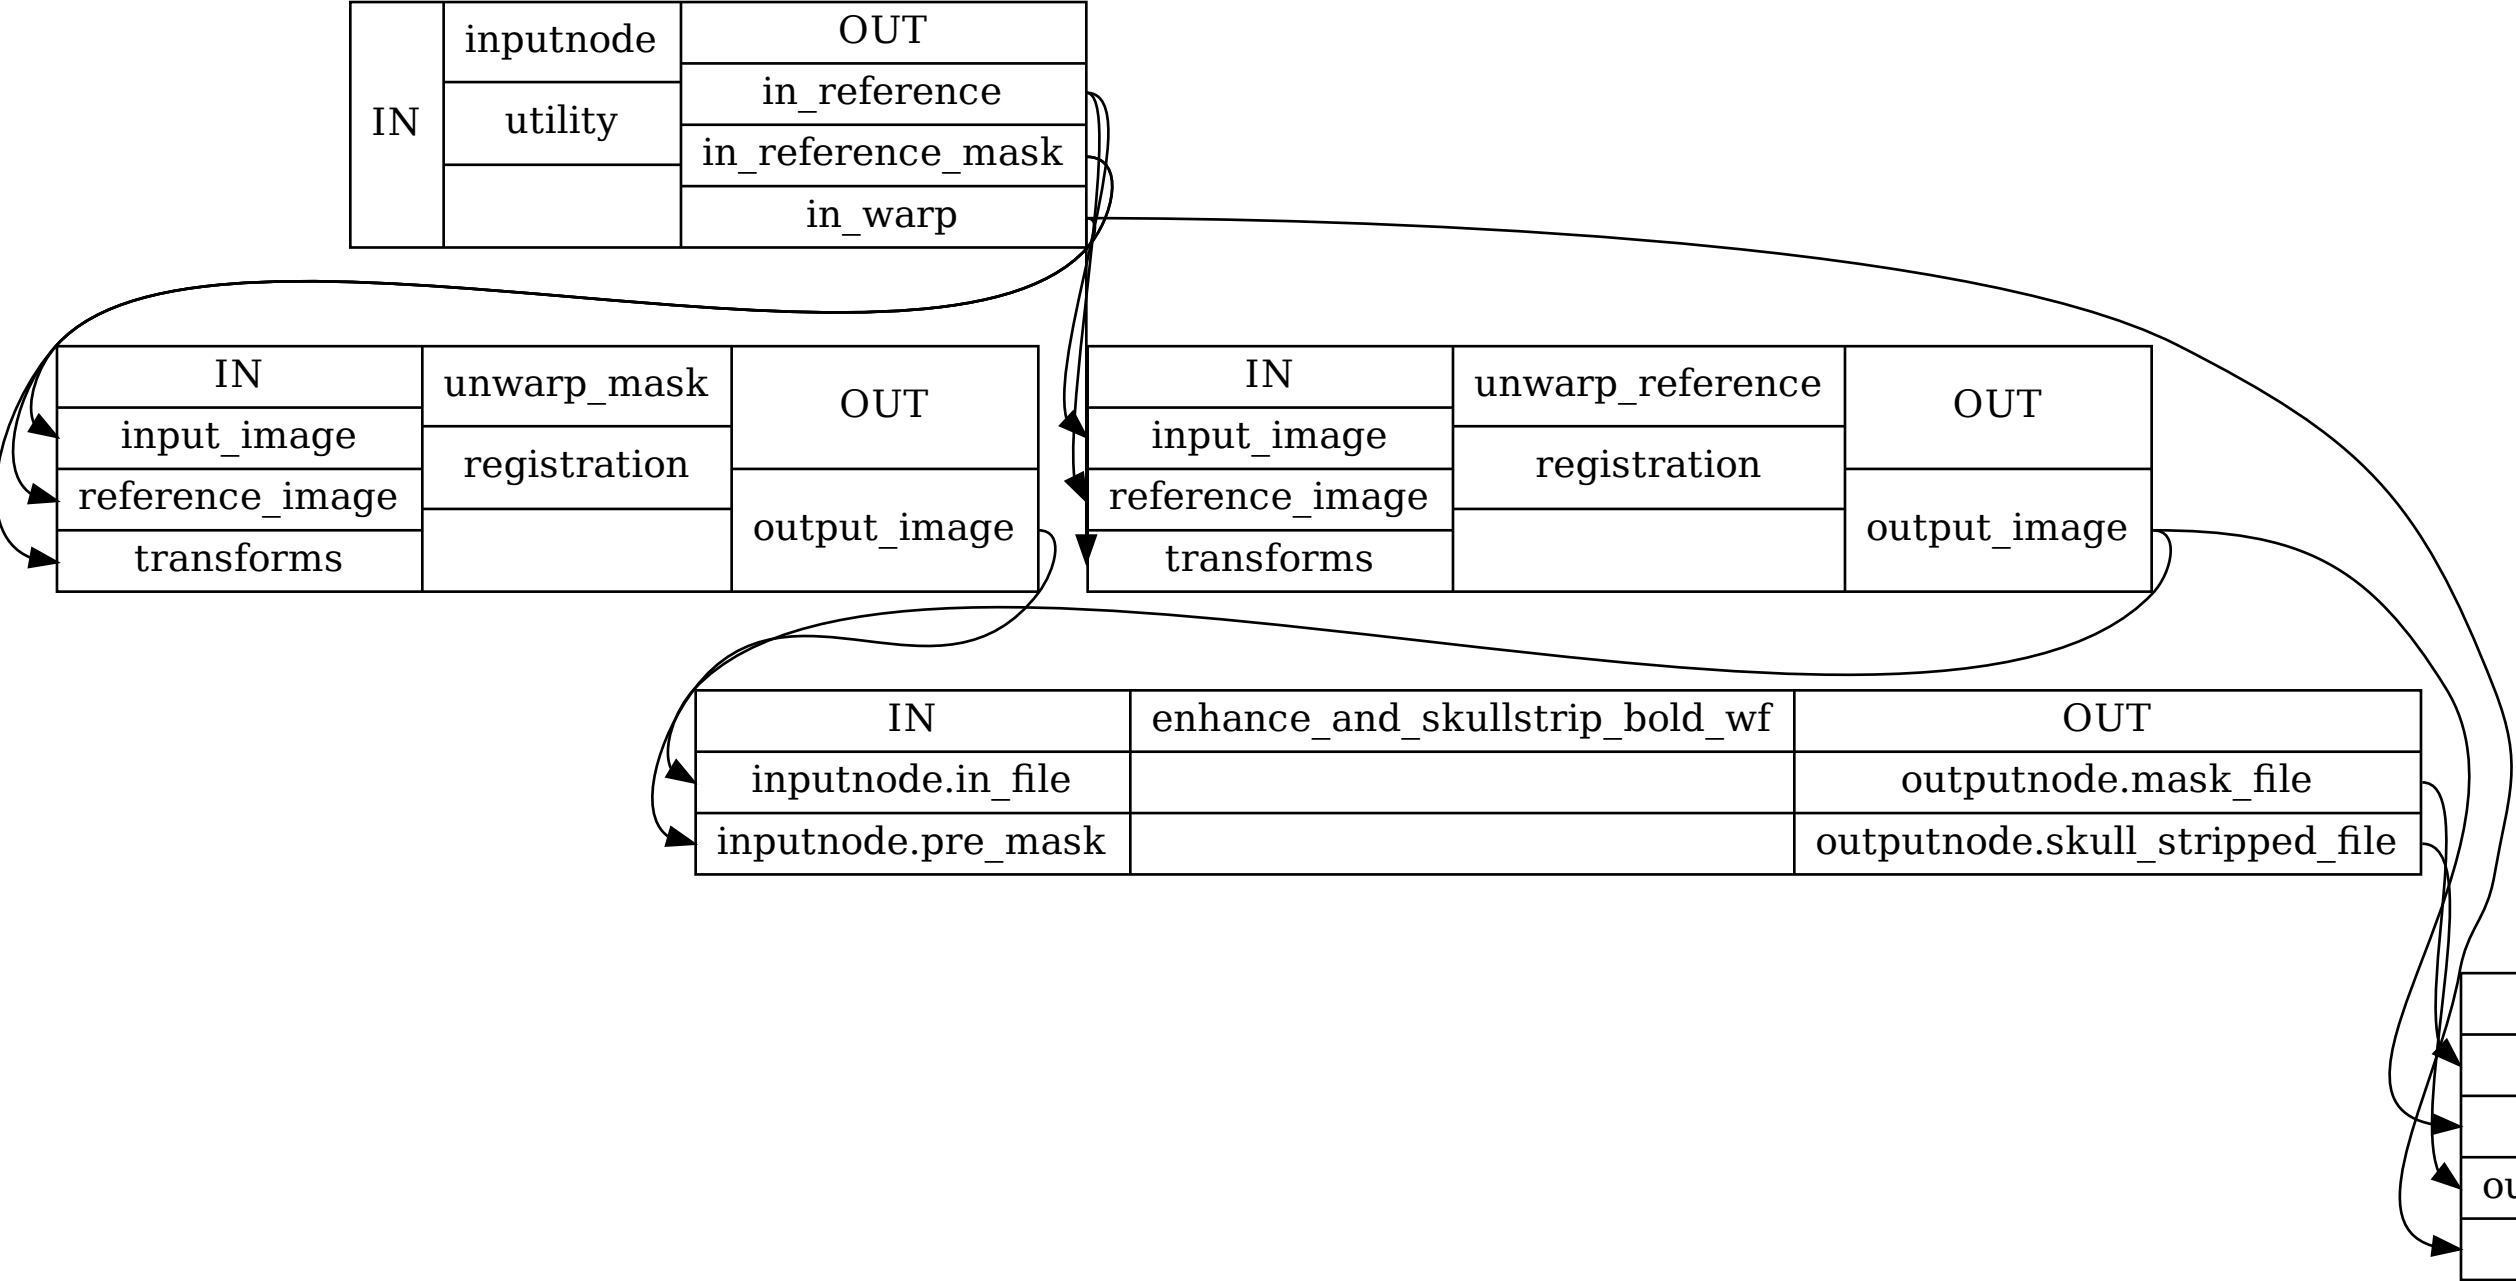 IN
inputnode
utility
OUT
in_reference
in_reference_mask
in_warp
IN
input_image
reference_image
transforms
unwarp_mask
registration
OUT
output_image
IN
input_image
reference_image
transforms
unwarp_reference
registration
OUT
output_image
IN
inputnode.in_file
inputnode.pre_mask
enhance_and_skullstrip_bold_wf
OUT
outputnode.mask_file
outputnode.skull_stripped_file